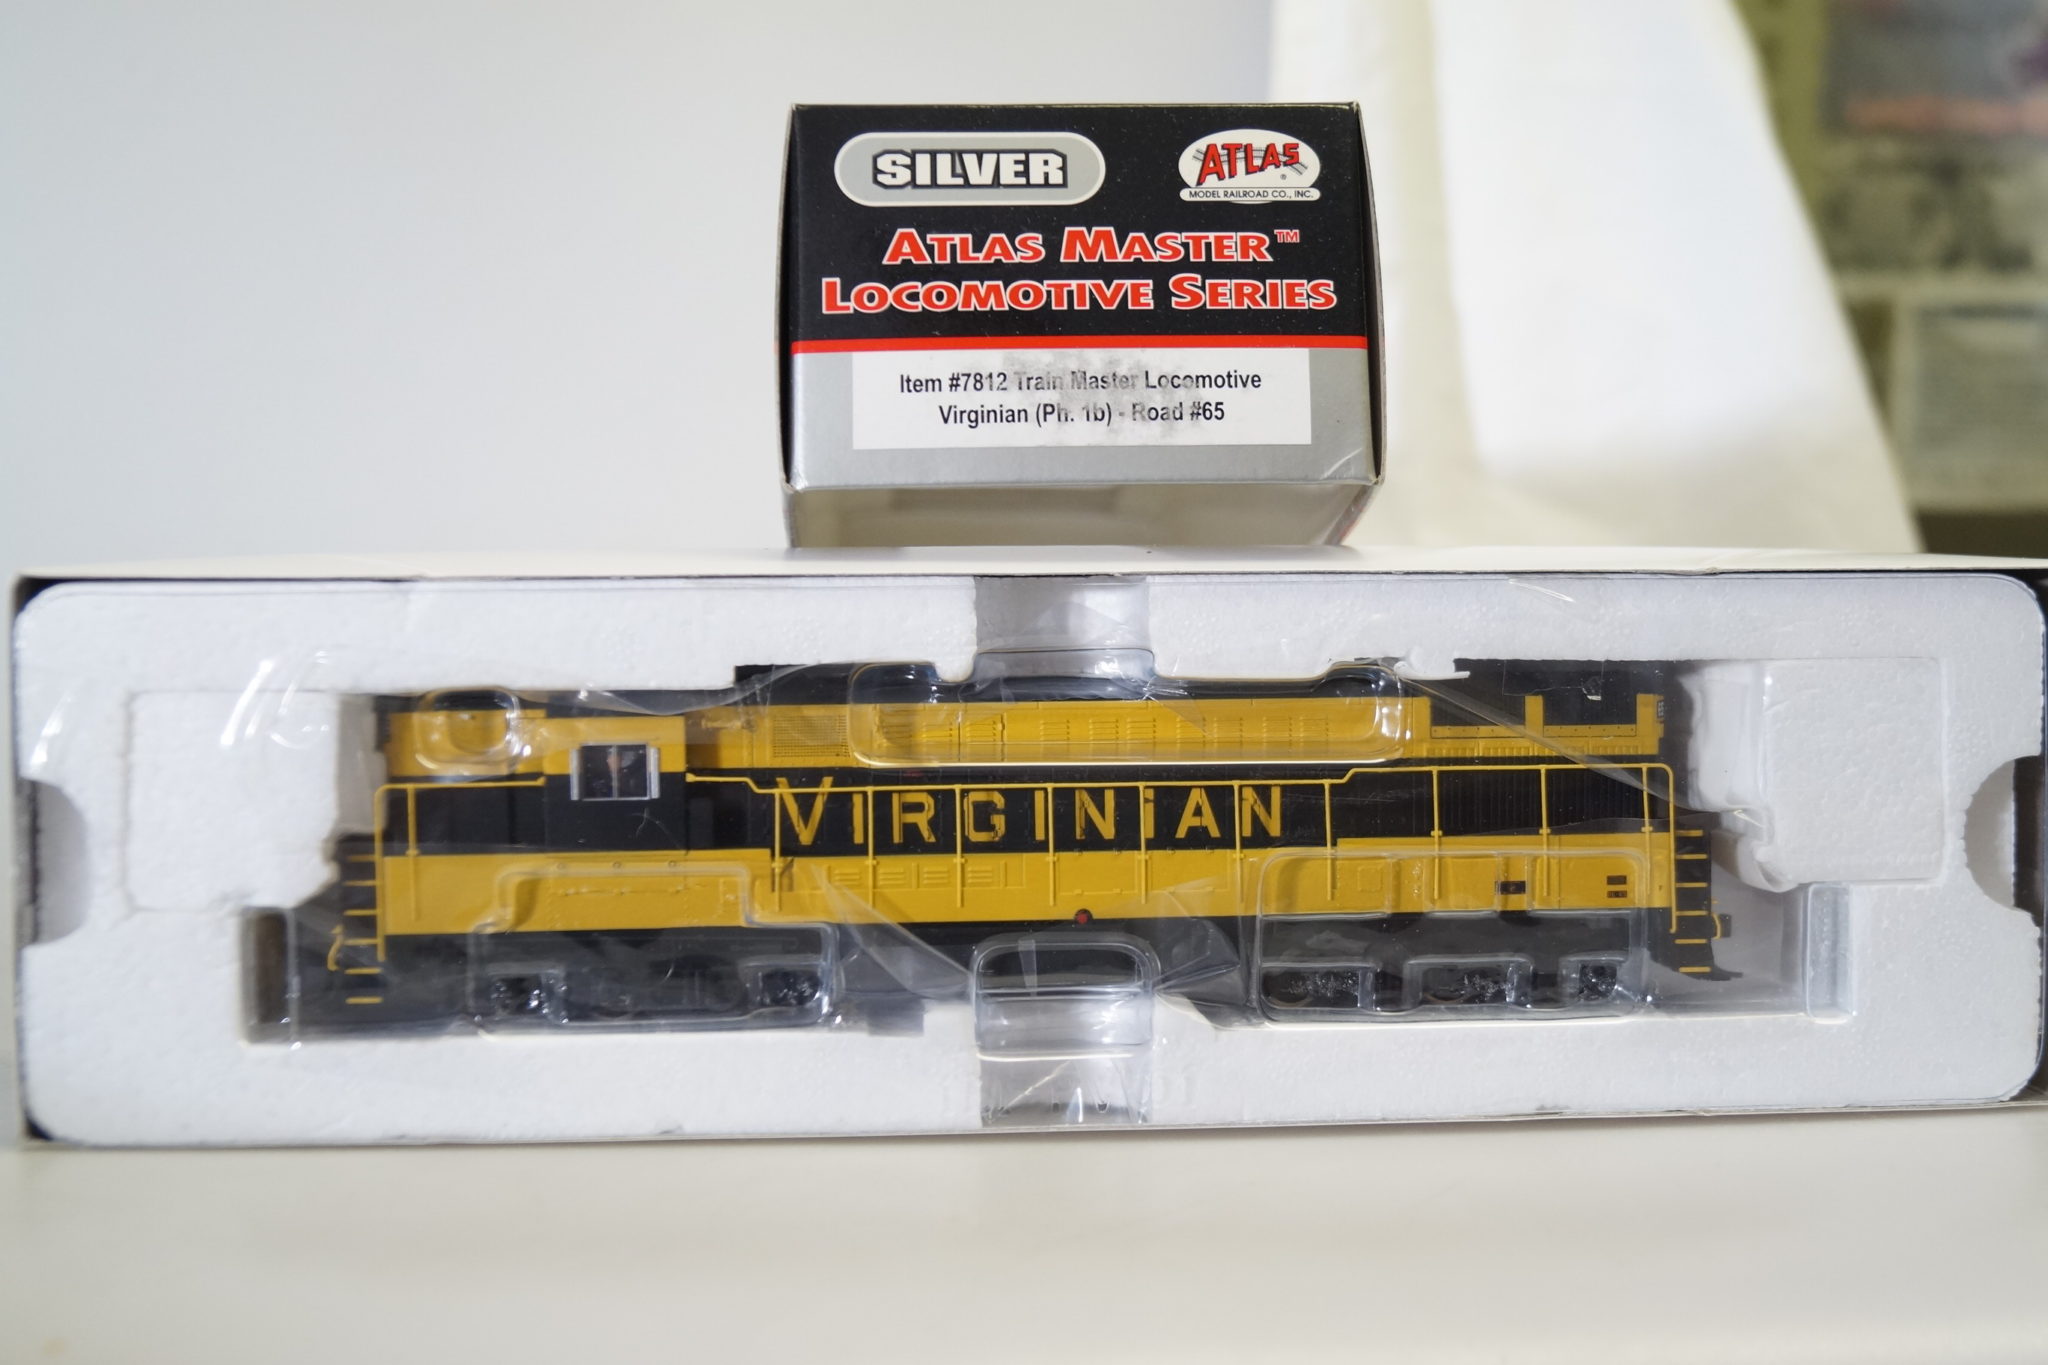 SILVER
ATLAS
®
MODEL RAILROAD CO., INC.
ATLAS MASTER™
LOCOMOTIVE SERIES
Item #7812 Train Master Locomotive
Virginian (Ph. 1b) - Road #65
VIRGINIAN